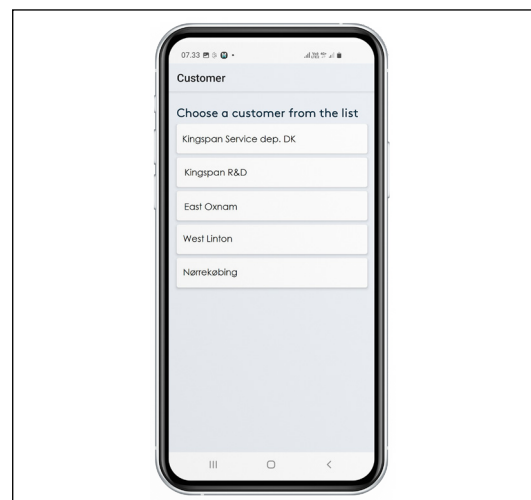 07.33
Customer
Choose a customer from the list
Kingspan Service dep. DK
Kingspan R&D
East Oxnam
West Linton
Nørrekøbing